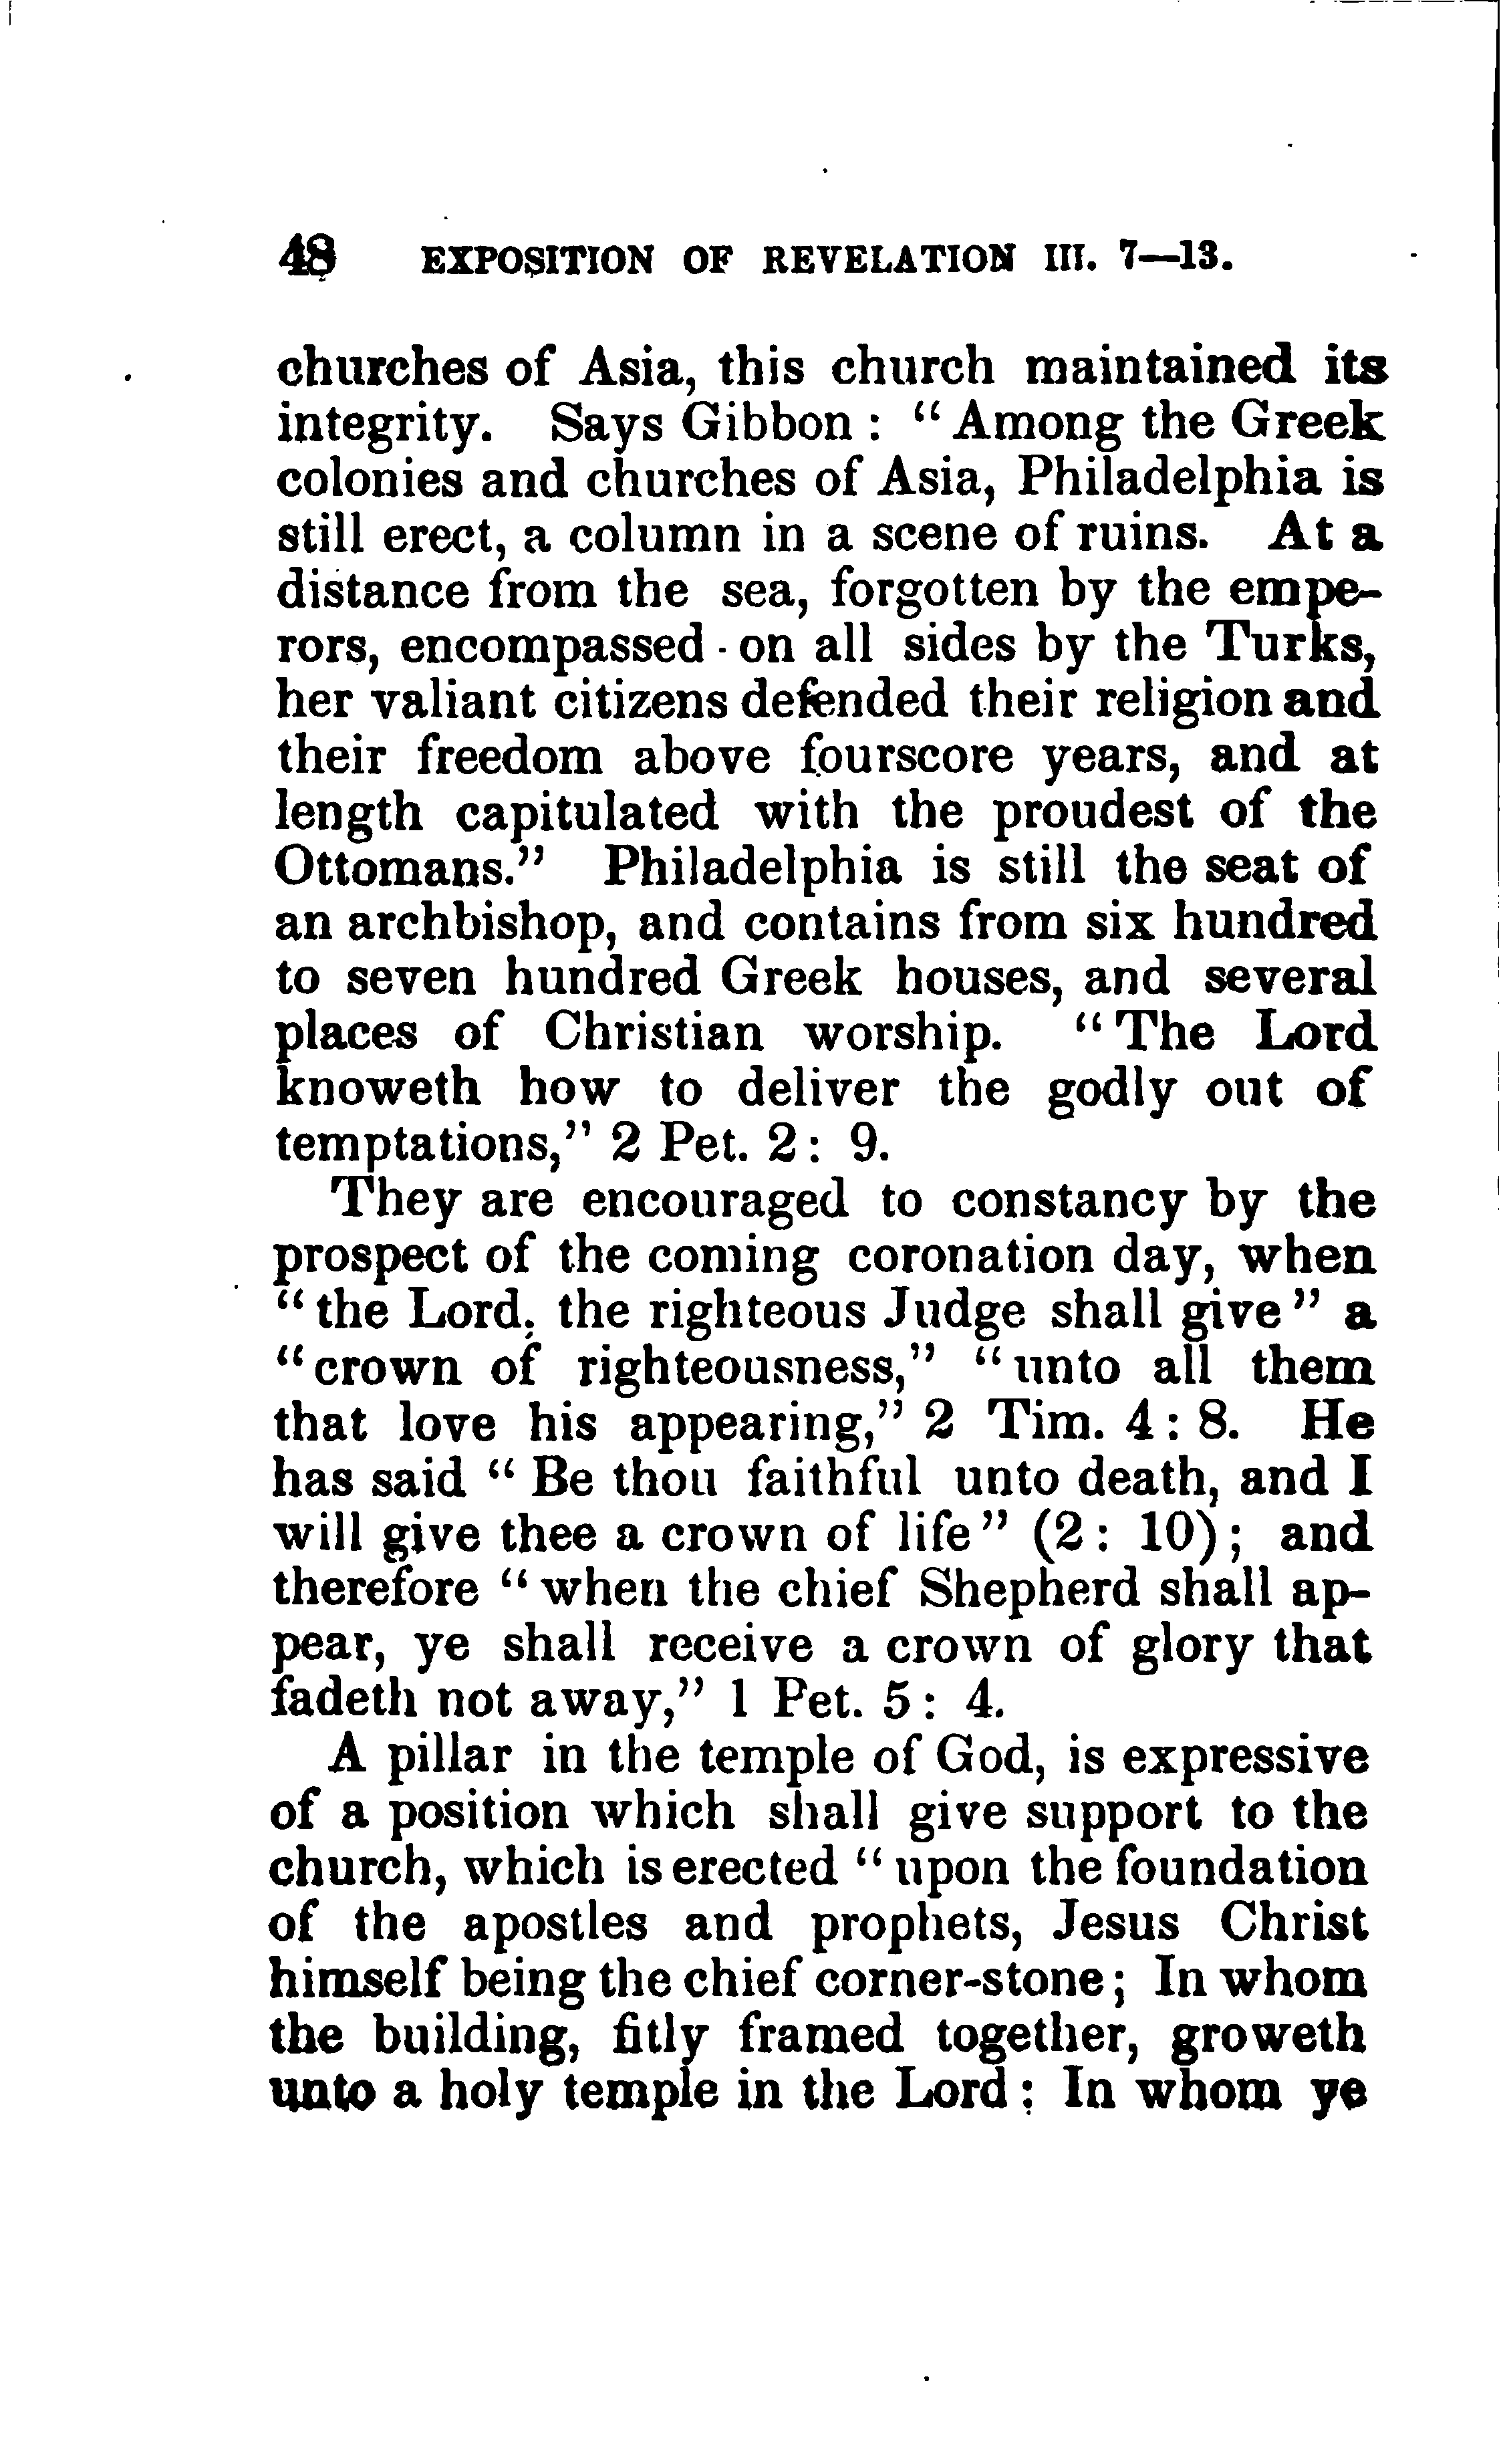 48 EXPOSITION OF REVELATION III. 7—13.
churches of Asia, this church maintained its
integrity. Says Gibbon : “ Among the Greek
colonies and churches of Asia, Philadelphia is
still erect, a column in a scene of ruins. At a
distance from the sea, forgotten by the empe-
rors, encompassed on all sides by the Turks,
her valiant citizens defended their religion and
their freedom above fourscore years, and at
length capitulated with the proudest of the
Ottomans.” Philadelphia is still the seat of
an archbishop, and contains from six hundred
to seven hundred Greek houses, and several
places of Christian worship. “ The Lord
knoweth how to deliver the godly out of
temptations,” 2 Pet. 2 : 9.
They are encouraged to constancy by the
prospect of the coming coronation day, when
“ the Lord, the righteous Judge shall give ” a
“ crown of righteousness,” “ unto all them
that love his appearing,” 2 Tim. 4 : 8. He
has said “ Be thou faithful unto death, and I
will give thee a crown of life ” (2 : 10) ; and
therefore “ when the chief Shepherd shall ap-
pear, ye shall receive a crown of glory that
fadeth not away,” 1 Pet. 5 : 4.
A pillar in the temple of God, is expressive
of a position which shall give support to the
church, which is erected “ upon the foundation
of the apostles and prophets, Jesus Christ
himself being the chief corner-stone ; In whom
the building, fitly framed together, groweth
unto a holy temple in the Lord : In whom ye